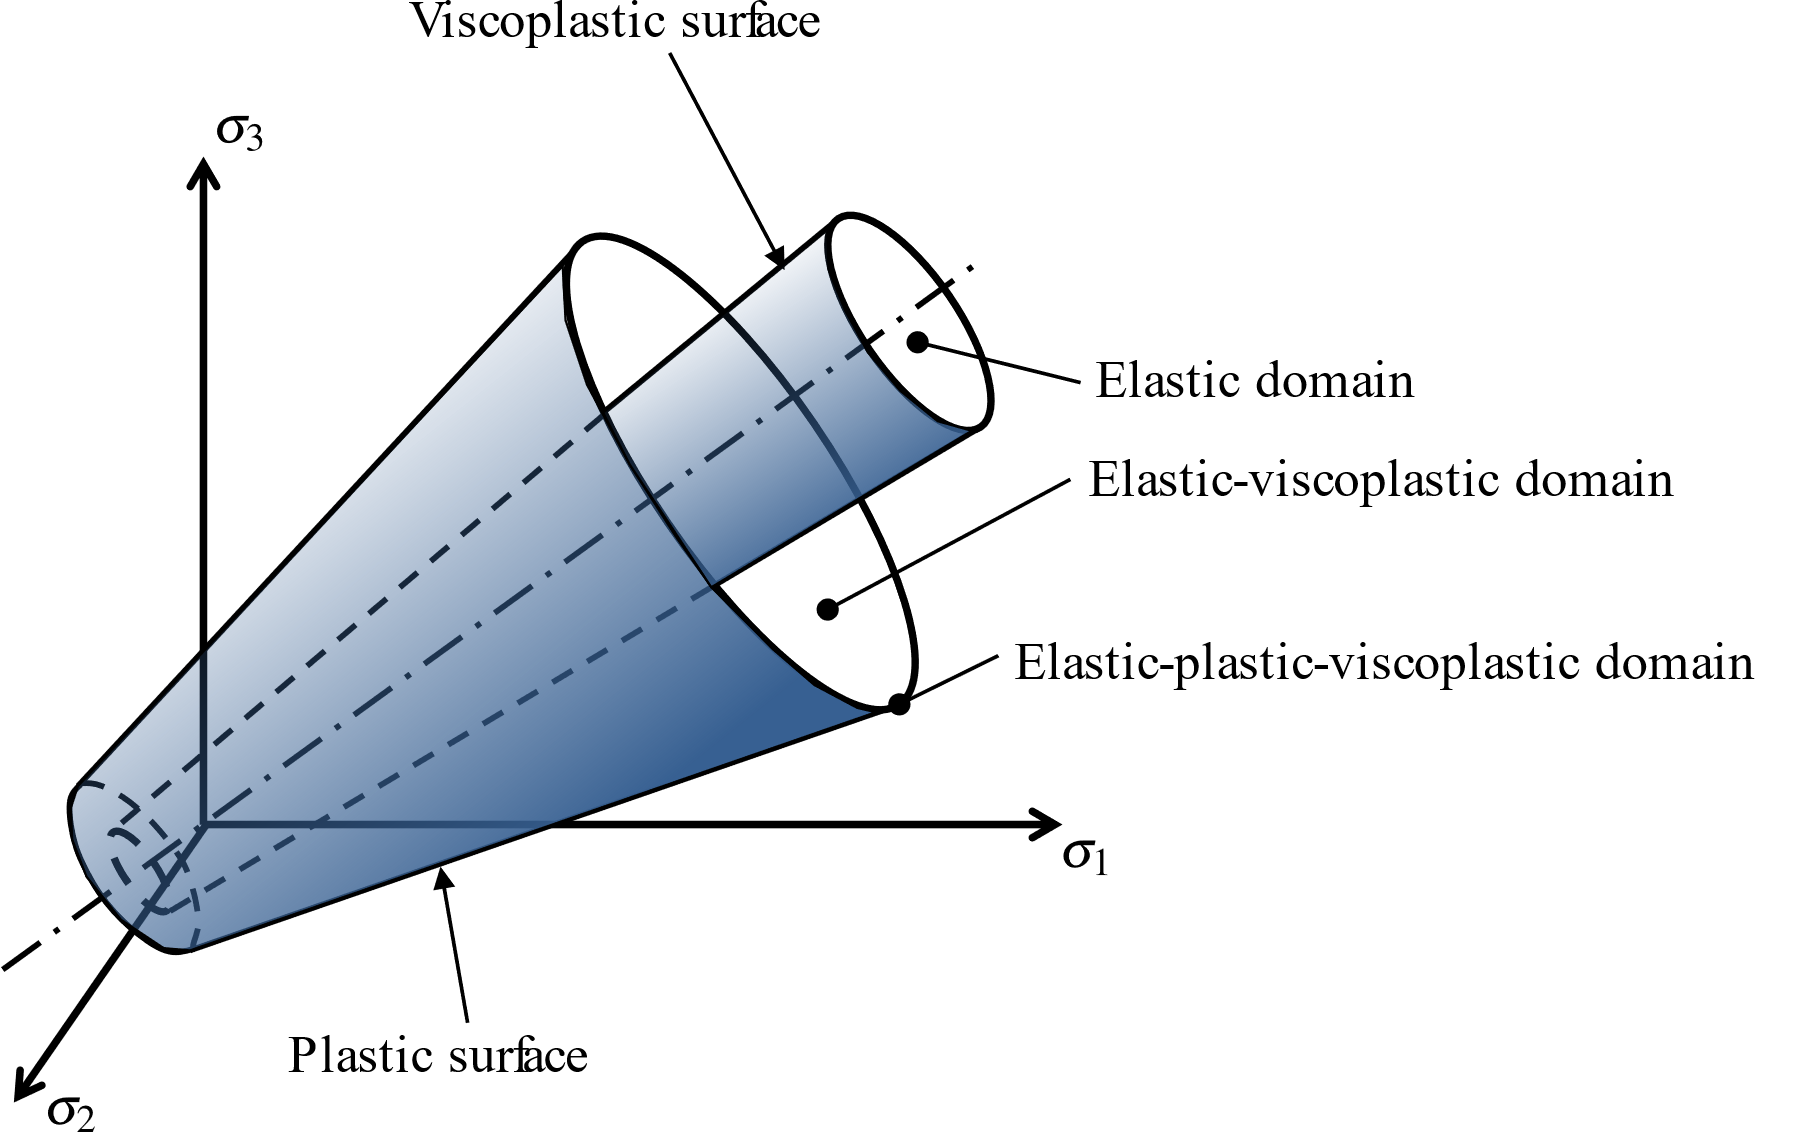 Viscoplastic surface
σ3
Elastic domain
Elastic-viscoplastic domain
Elastic-plastic-viscoplastic domain
σ1
Plastic surface
σ2